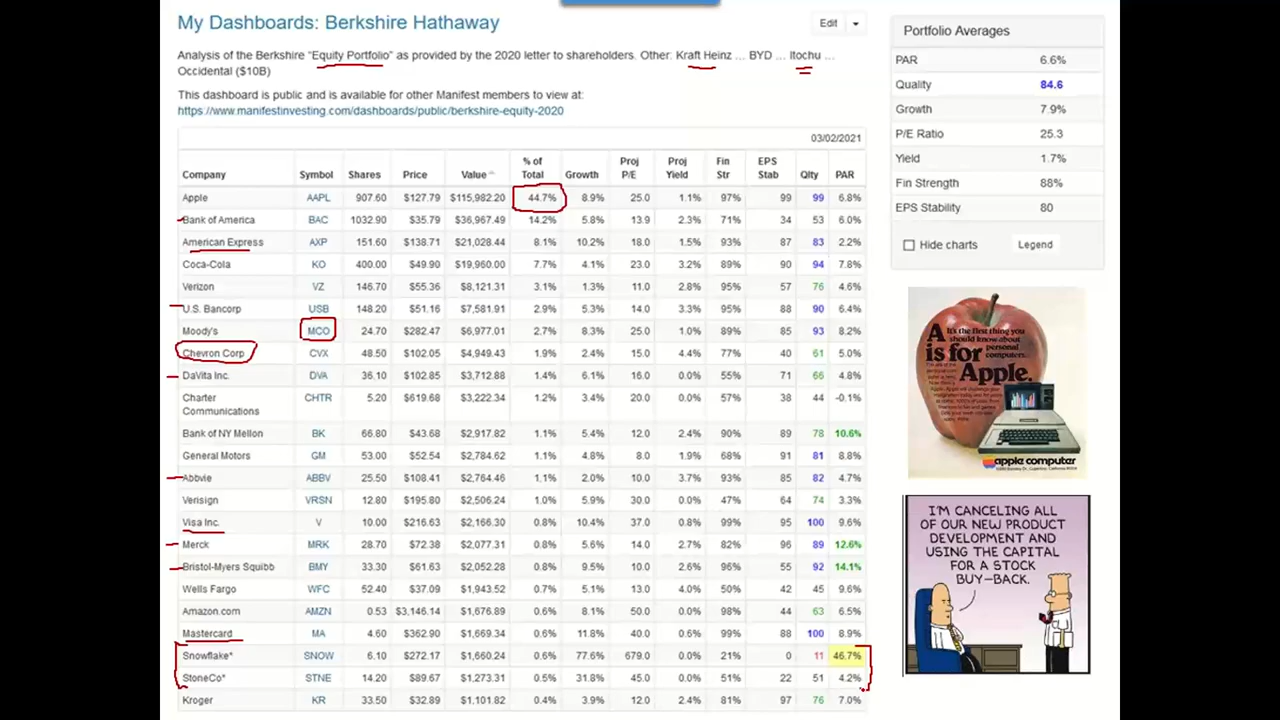 My Dashboards: Berkshire Hathaway
Edit
Analysis of the Berkshire "Equity Portfolio" as provided by the 2020 letter to shareholders. Other: Kraft Heinz ... BYD ... Itochu ...
Occidental ($10B)
This dashboard is public and is available for other Manifest members to view at:
https://www.manifestinvesting.com/dashboards/public/berkshire-equity-2020
03/02/2021
Company Symbol Shares Price Value % of Total Growth Proj P/E Proj Yield Fin Str EPS Stab Qlty PAR
Apple AAPL 907.60 $127.79 $115,982.20 44.7% 8.9% 25.0 1.1% 97% 99 99 6.8%
Bank of America BAC 1032.90 $35.79 $36,967.49 14.2% 5.8% 13.9 2.3% 71% 34 53 6.0%
American Express AXP 151.60 $138.71 $21,028.44 8.1% 10.2% 18.0 1.5% 93% 87 83 2.2%
Coca-Cola KO 400.00 $49.90 $19,960.00 7.7% 4.1% 23.0 3.2% 89% 90 94 7.8%
Verizon VZ 146.70 $55.36 $8,121.31 3.1% 1.3% 11.0 2.8% 95% 57 76 4.6%
U.S. Bancorp USB 148.20 $51.16 $7,581.91 2.9% 5.3% 14.0 3.3% 95% 88 90 6.4%
Moody's MCO 24.70 $282.47 $6,977.01 2.7% 8.3% 25.0 1.0% 89% 85 93 8.2%
Chevron Corp CVX 48.50 $102.05 $4,949.43 1.9% 2.4% 15.0 4.4% 77% 40 61 5.0%
DaVita Inc. DVA 36.10 $102.85 $3,712.88 1.4% 6.1% 16.0 0.0% 55% 71 66 4.8%
Charter Communications CHTR 5.20 $619.68 $3,222.34 1.2% 3.4% 20.0 0.0% 57% 38 44 -0.1%
Bank of NY Mellon BK 66.80 $43.68 $2,917.82 1.1% 5.4% 12.0 2.4% 90% 89 78 10.6%
General Motors GM 53.00 $52.54 $2,784.62 1.1% 4.8% 8.0 1.9% 68% 91 81 8.8%
Abbvie ABBV 25.50 $108.41 $2,764.46 1.1% 2.0% 10.0 3.7% 93% 64 82 4.7%
Verisign VRSN 12.80 $195.80 $2,506.24 1.0% 5.9% 30.0 0.0% 47% 64 74 3.3%
Visa Inc. V 10.00 $216.63 $2,166.30 0.8% 10.4% 37.0 0.8% 99% 95 100 9.6%
Merck MRK 28.70 $72.38 $2,077.31 0.8% 5.6% 14.0 2.7% 82% 96 89 12.6%
Bristol-Myers Squibb BMY 33.30 $61.63 $2,052.28 0.8% 9.5% 10.0 2.6% 96% 55 92 14.1%
Wells Fargo WFC 52.40 $37.09 $1,943.52 0.7% 5.1% 13.0 4.0% 50% 42 45 9.6%
Amazon.com AMZN 0.53 $3,146.14 $1,676.89 0.6% 8.1% 50.0 0.0% 98% 44 63 6.5%
Mastercard MA 4.60 $362.90 $1,669.34 0.6% 11.8% 40.0 0.6% 99% 88 100 8.9%
Snowflake* SNOW 6.10 $272.17 $1,660.24 0.6% 77.6% 679.0 0.0% 21% 0 11 46.7%
StoneCo* STNE 14.20 $89.67 $1,273.31 0.5% 31.8% 45.0 0.0% 51% 22 51 4.2%
Kroger KR 33.50 $32.89 $1,101.82 0.4% 3.9% 12.0 2.4% 81% 97 76 7.0%
Portfolio Averages
PAR 6.6%
Quality 84.6
Growth 7.9%
P/E Ratio 25.3
Yield 1.7%
Fin Strength 88%
EPS Stability 80
Hide charts Legend
A is for Apple.
It's the first thing you
should know about
personal
computers.
apple computer
I'M CANCELING ALL
OF OUR NEW PRODUCT
DEVELOPMENT AND
USING THE CAPITAL
FOR A STOCK
BUY-BACK.